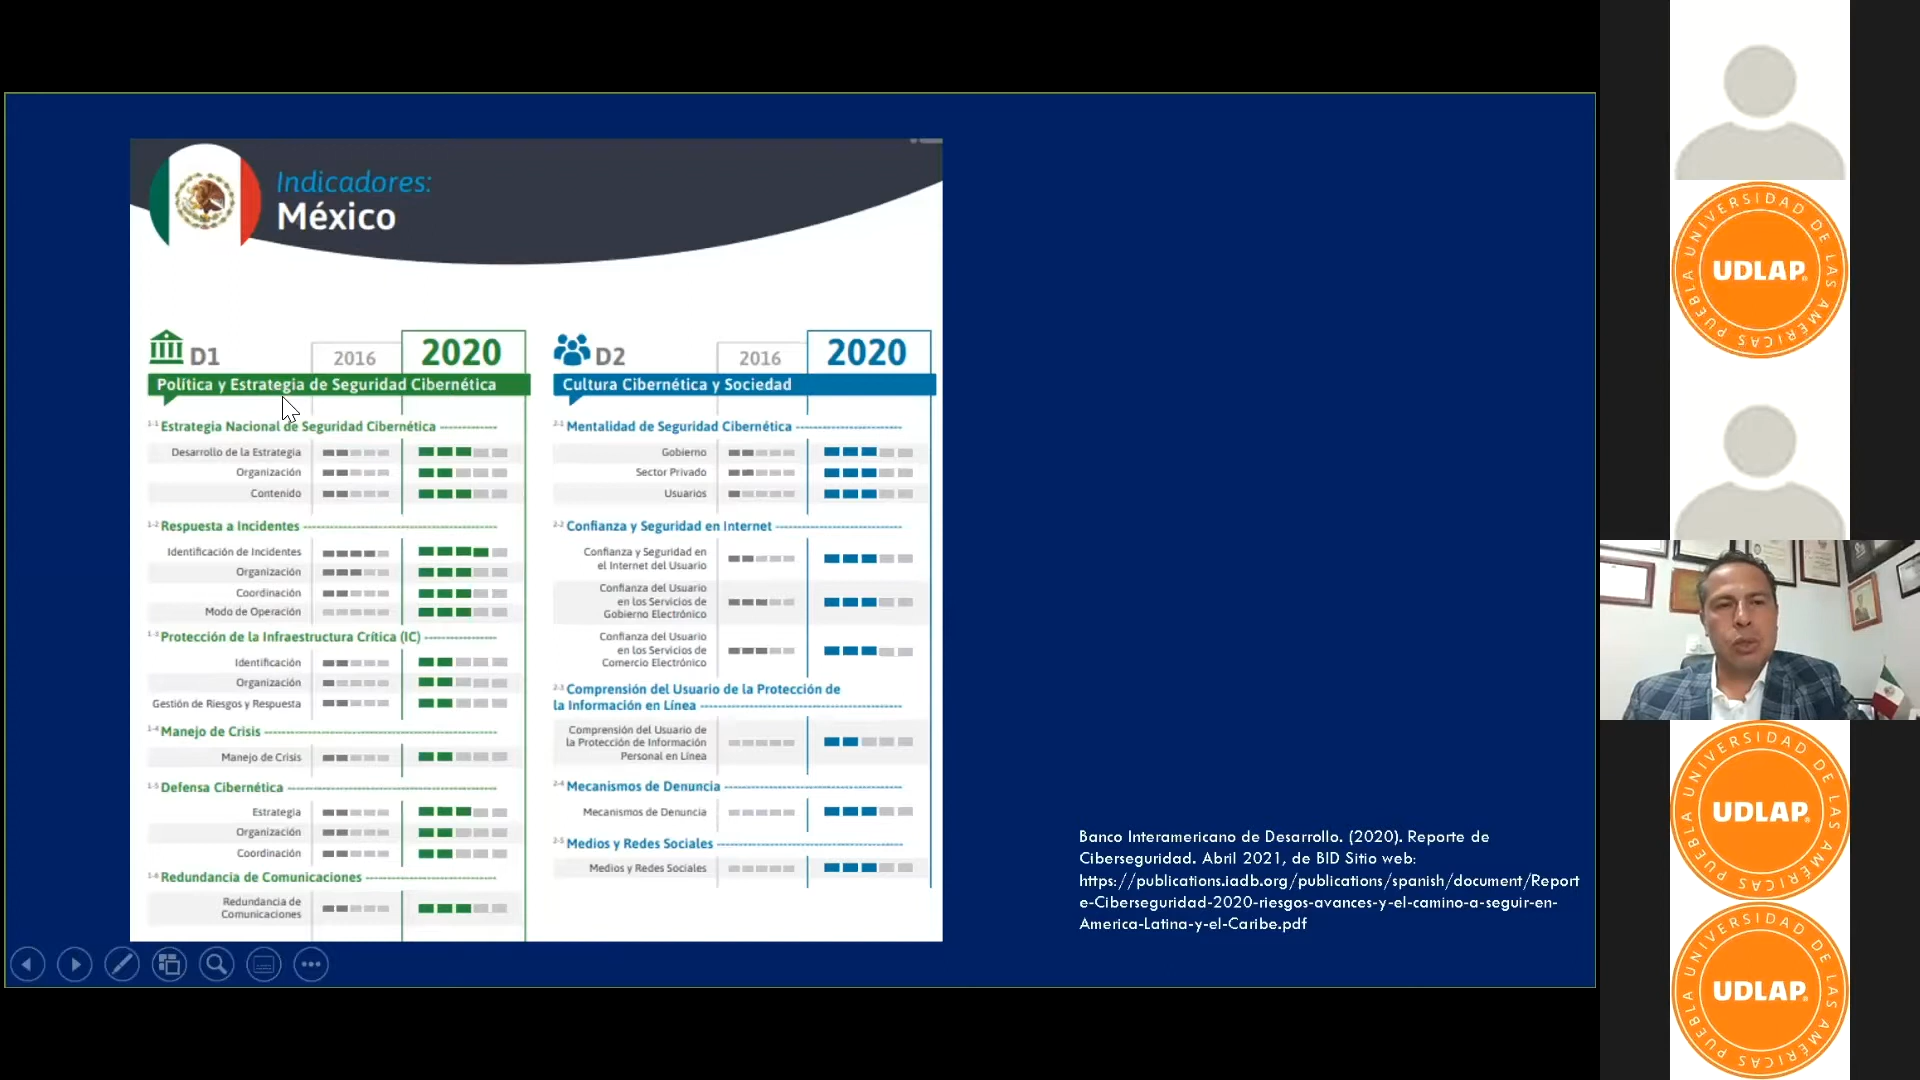 Indicadores:
México
D1
2016
2020
Política y Estrategia de Seguridad Cibernética
1-1 Estrategia Nacional de Seguridad Cibernética
Desarrollo de la Estrategia
Organización
Contenido
1-2 Respuesta a Incidentes
Identificación de Incidentes
Organización
Coordinación
Modo de Operación
1-3 Protección de la Infraestructura Crítica (IC)
Identificación
Organización
Gestión de Riesgos y Respuesta
1-4 Manejo de Crisis
Manejo de Crisis
1-5 Defensa Cibernética
Estrategia
Organización
Coordinación
1-6 Redundancia de Comunicaciones
Redundancia de
Comunicaciones
D2
2016
2020
Cultura Cibernética y Sociedad
2-1 Mentalidad de Seguridad Cibernética
Gobierno
Sector Privado
Usuarios
2-2 Confianza y Seguridad en Internet
Confianza y Seguridad en
el Internet del Usuario
Confianza del Usuario
en los Servicios de
Gobierno Electrónico
Confianza del Usuario
en los Servicios de
Comercio Electrónico
2-3 Comprensión del Usuario de la Protección de
la Información en Línea
Comprensión del Usuario de
la Protección de Información
Personal en Línea
2-4 Mecanismos de Denuncia
Mecanismos de Denuncia
2-5 Medios y Redes Sociales
Medios y Redes Sociales
Banco Interamericano de Desarrollo. (2020). Reporte de
Ciberseguridad. Abril 2021, de BID Sitio web:
https://publications.iadb.org/publications/spanish/document/Report
e-Ciberseguridad-2020-riesgos-avances-y-el-camino-a-seguir-en-
America-Latina-y-el-Caribe.pdf
UNIVERSIDAD DE LAS AMÉRICAS PUEBLA
UDLAP®
UNIVERSIDAD DE LAS AMÉRICAS PUEBLA
UDLAP®
UNIVERSIDAD DE LAS AMÉRICAS PUEBLA
UDLAP®